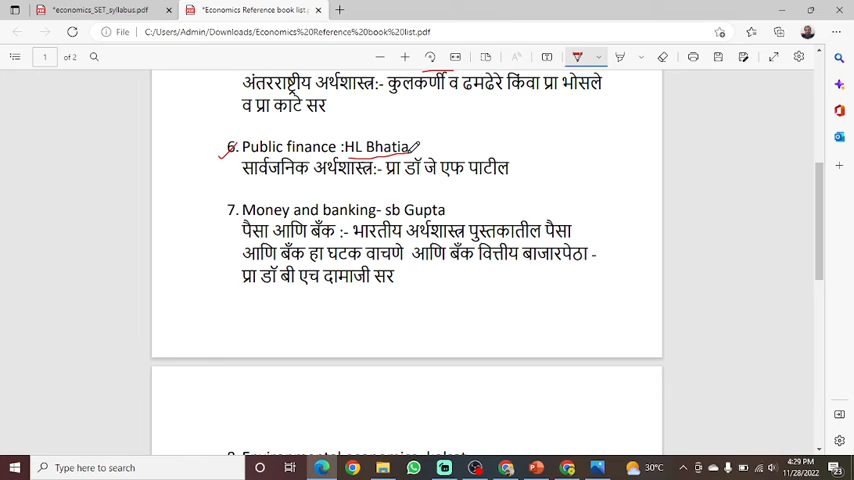 *economics_SET_syllabus.pdf
*Economics Reference book list.p
File
C:/Users/Admin/Downloads/Economics%20Reference%20book%20list.pdf
1
of 2
अंतरराष्ट्रीय अर्थशास्त्र:- कुलकर्णी व ढमढेरे किंवा प्रा भोसले
व प्रा काटे सर
6. Public finance :HL Bhatia
सार्वजनिक अर्थशास्त्र:- प्रा डॉ जे एफ पाटील
7. Money and banking- sb Gupta
पैसा आणि बँक :- भारतीय अर्थशास्त्र पुस्तकातील पैसा
आणि बँक हा घटक वाचणे आणि बँक वित्तीय बाजारपेठा -
प्रा डॉ बी एच दामाजी सर
Type here to search
30°C
4:29 PM
11/28/2022
23